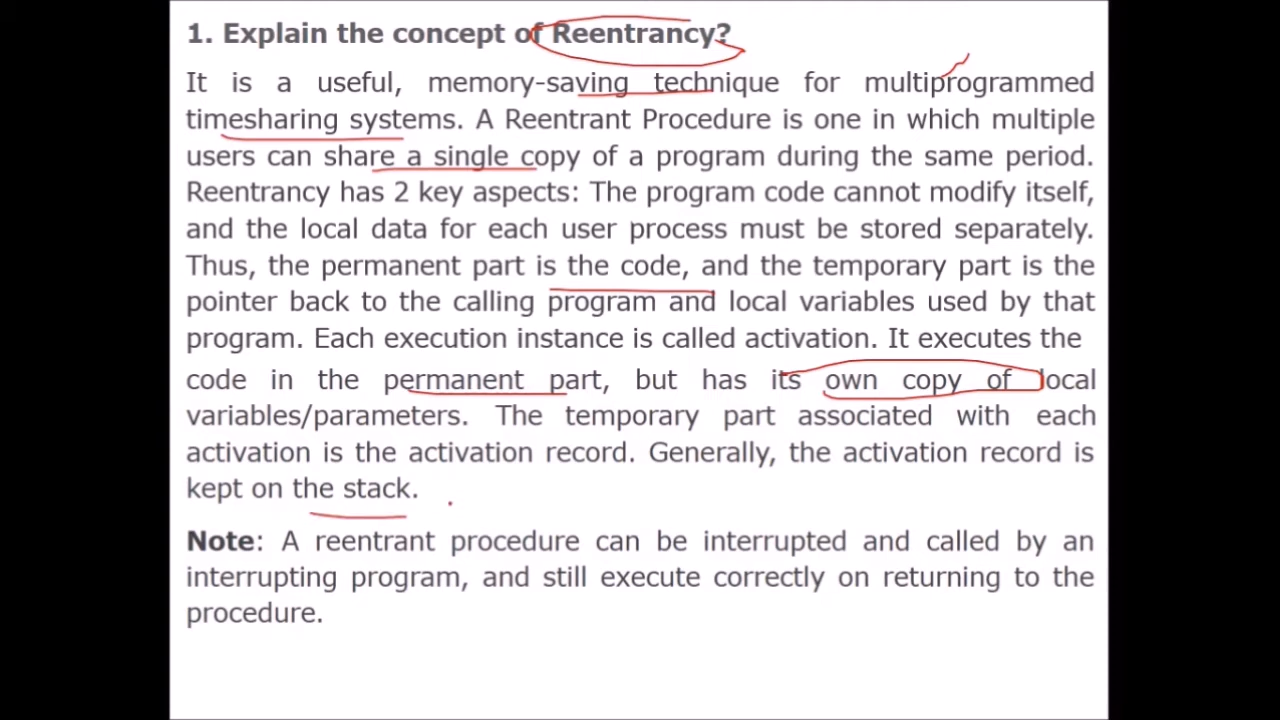 1. Explain the concept of Reentrancy?
It is a useful, memory-saving technique for multiprogrammed
timesharing systems. A Reentrant Procedure is one in which multiple
users can share a single copy of a program during the same period.
Reentrancy has 2 key aspects: The program code cannot modify itself,
and the local data for each user process must be stored separately.
Thus, the permanent part is the code, and the temporary part is the
pointer back to the calling program and local variables used by that
program. Each execution instance is called activation. It executes the
code in the permanent part, but has its own copy of local
variables/parameters. The temporary part associated with each
activation is the activation record. Generally, the activation record is
kept on the stack.
Note: A reentrant procedure can be interrupted and called by an
interrupting program, and still execute correctly on returning to the
procedure.